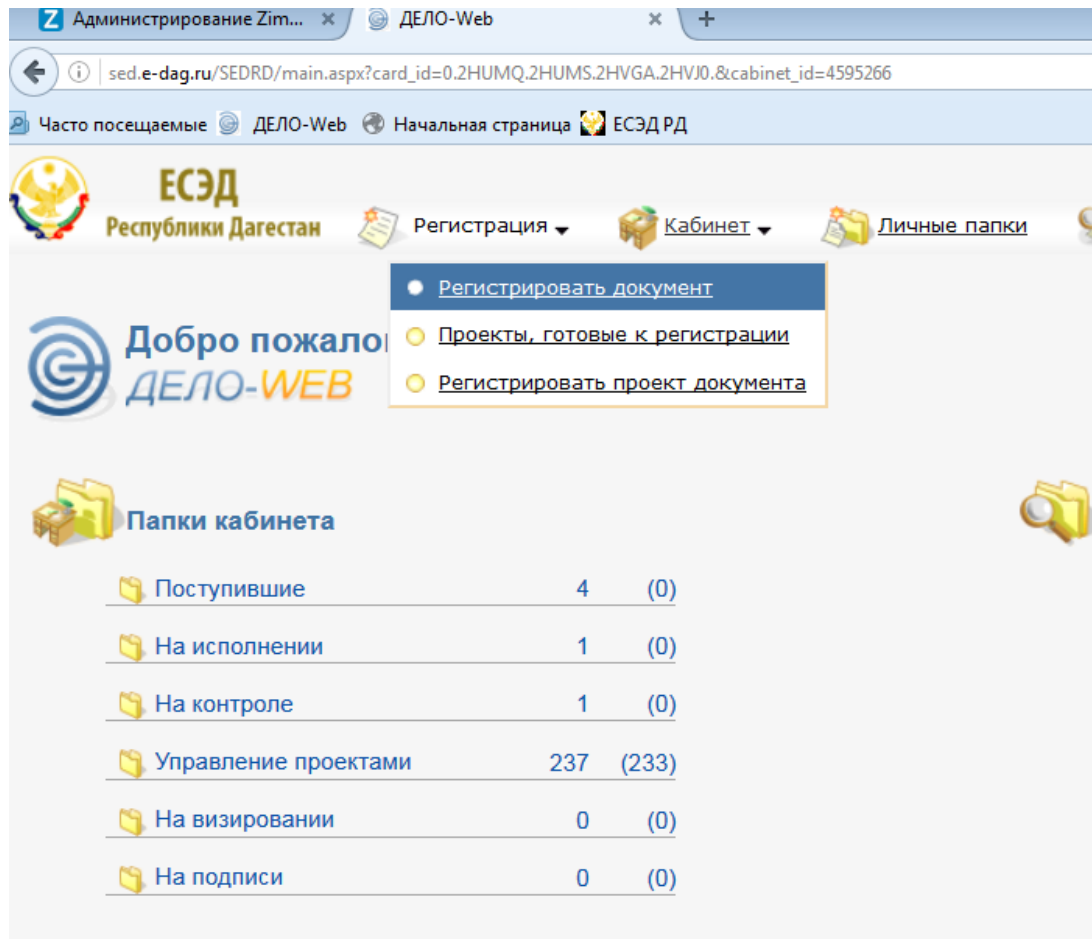 Z Администрирование Zim...
ДЕЛО-Web
sed.e-dag.ru/SEDRD/main.aspx?card_id=0.2HUMQ.2HUMS.2HVGA.2HVJ0.&cabinet_id=4595266
Часто посещаемые ДЕЛО-Web Начальная страница ЕСЭД РД
ЕСЭД
Республики Дагестан
Регистрация Кабинет Личные папки
Регистрировать документ
Проекты, готовые к регистрации
Регистрировать проект документа
Добро
ДЕЛО-WEB
Папки кабинета
Поступившие 4 (0)
На исполнении 1 (0)
На контроле 1 (0)
Управление проектами 237 (233)
На визировании 0 (0)
На подписи 0 (0)